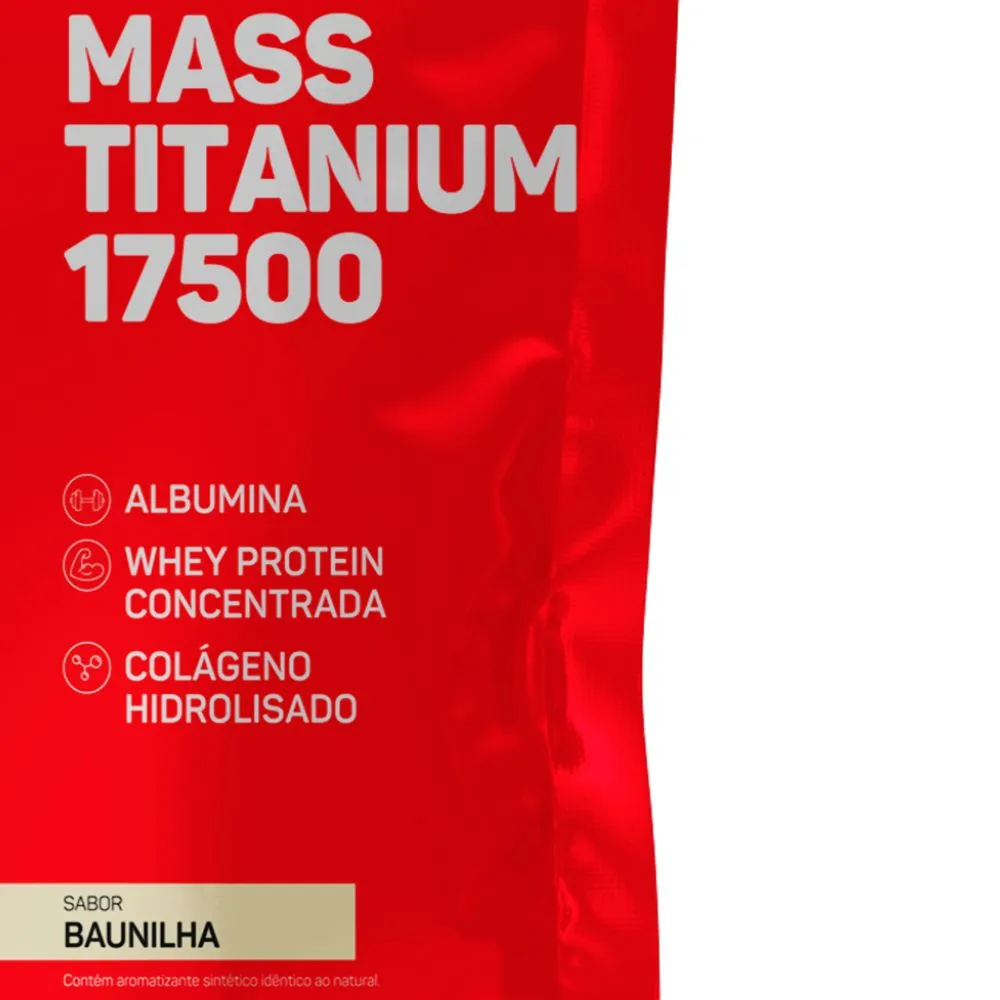 MASS
TITANIUM
17500
ALBUMINA
WHEY PROTEIN
CONCENTRADA
COLÁGENO
HIDROLISADO
SABOR
BAUNILHA
Contém aromatizante sintético idêntico ao natural.